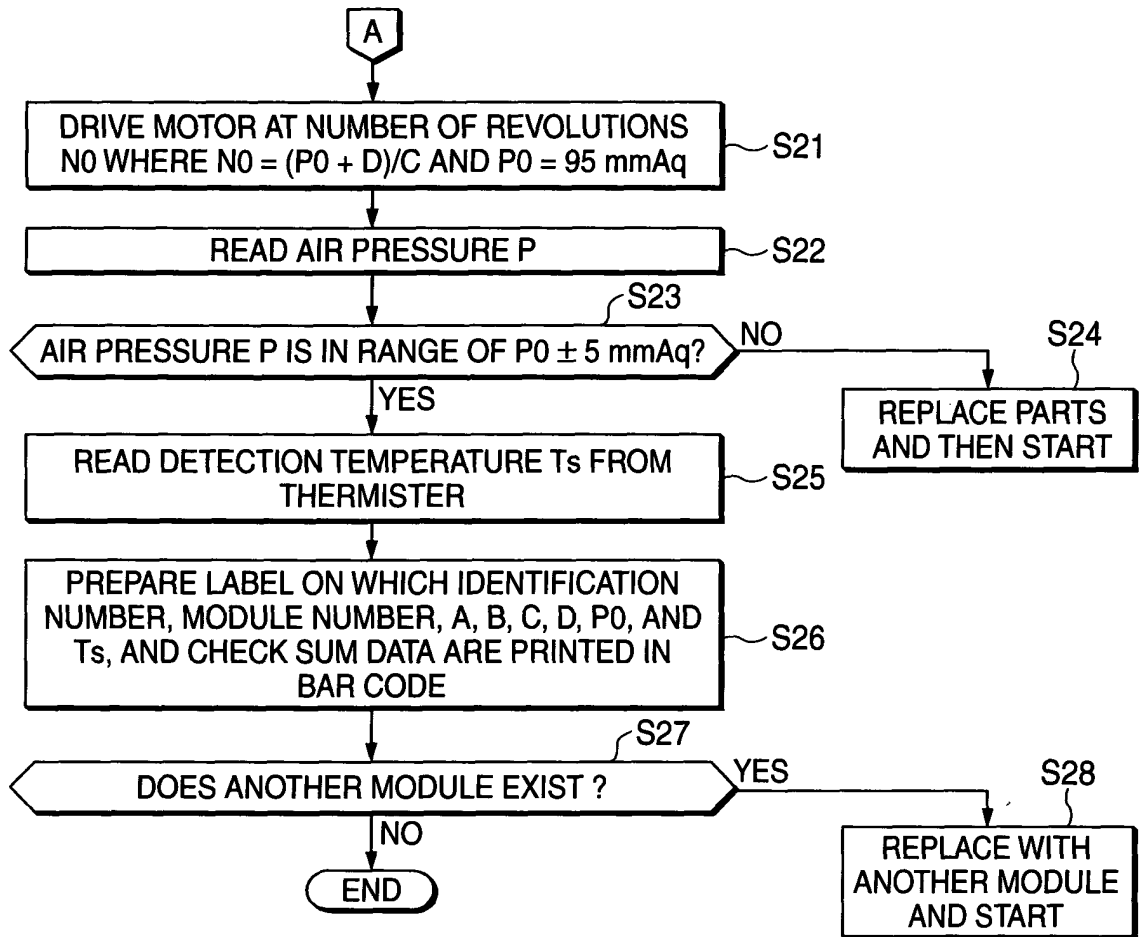 A
DRIVE MOTOR AT NUMBER OF REVOLUTIONS
N0 WHERE N0 = (P0 + D)/C AND P0 = 95 mmAq
S21
READ AIR PRESSURE P
S22
S23
AIR PRESSURE P IS IN RANGE OF P0 ± 5 mmAq?
NO
S24
REPLACE PARTS
AND THEN START
YES
READ DETECTION TEMPERATURE Ts FROM
THERMISTER
S25
PREPARE LABEL ON WHICH IDENTIFICATION
NUMBER, MODULE NUMBER, A, B, C, D, P0, AND
Ts, AND CHECK SUM DATA ARE PRINTED IN
BAR CODE
S26
S27
DOES ANOTHER MODULE EXIST ?
YES
S28
REPLACE WITH
ANOTHER MODULE
AND START
NO
END